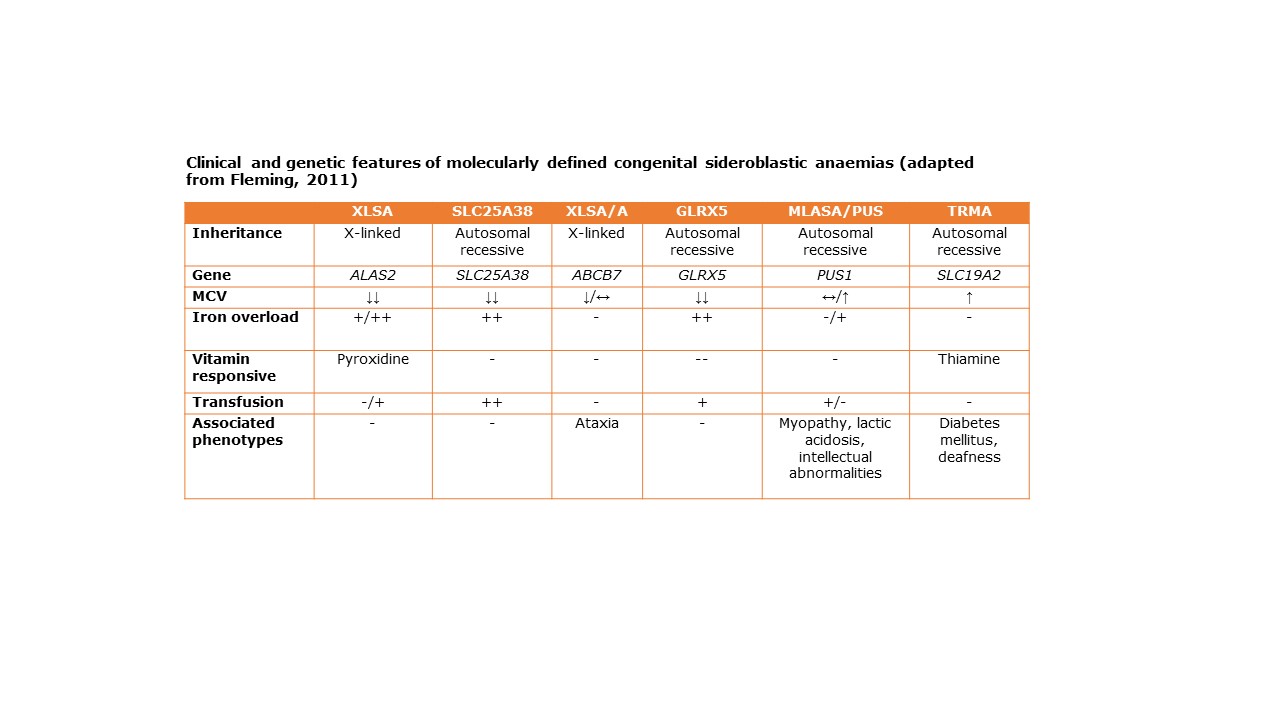 Clinical and genetic features of molecularly defined congenital sideroblastic anaemias (adapted
from Fleming, 2011)
XLSA SLC25A38 XLSA/A GLRX5 MLASA/PUS TRMA
Inheritance X-linked Autosomal recessive X-linked Autosomal recessive Autosomal recessive Autosomal recessive
Gene ALAS2 SLC25A38 ABCB7 GLRX5 PUS1 SLC19A2
MCV ↓↓ ↓↓ ↓/↔ ↓↓ ↔/↑ ↑
Iron overload +/++ ++ - ++ -/+ -
Vitamin responsive Pyroxidine - - -- - Thiamine
Transfusion -/+ ++ - + +/- -
Associated phenotypes - - Ataxia - Myopathy, lactic acidosis, intellectual abnormalities Diabetes mellitus, deafness